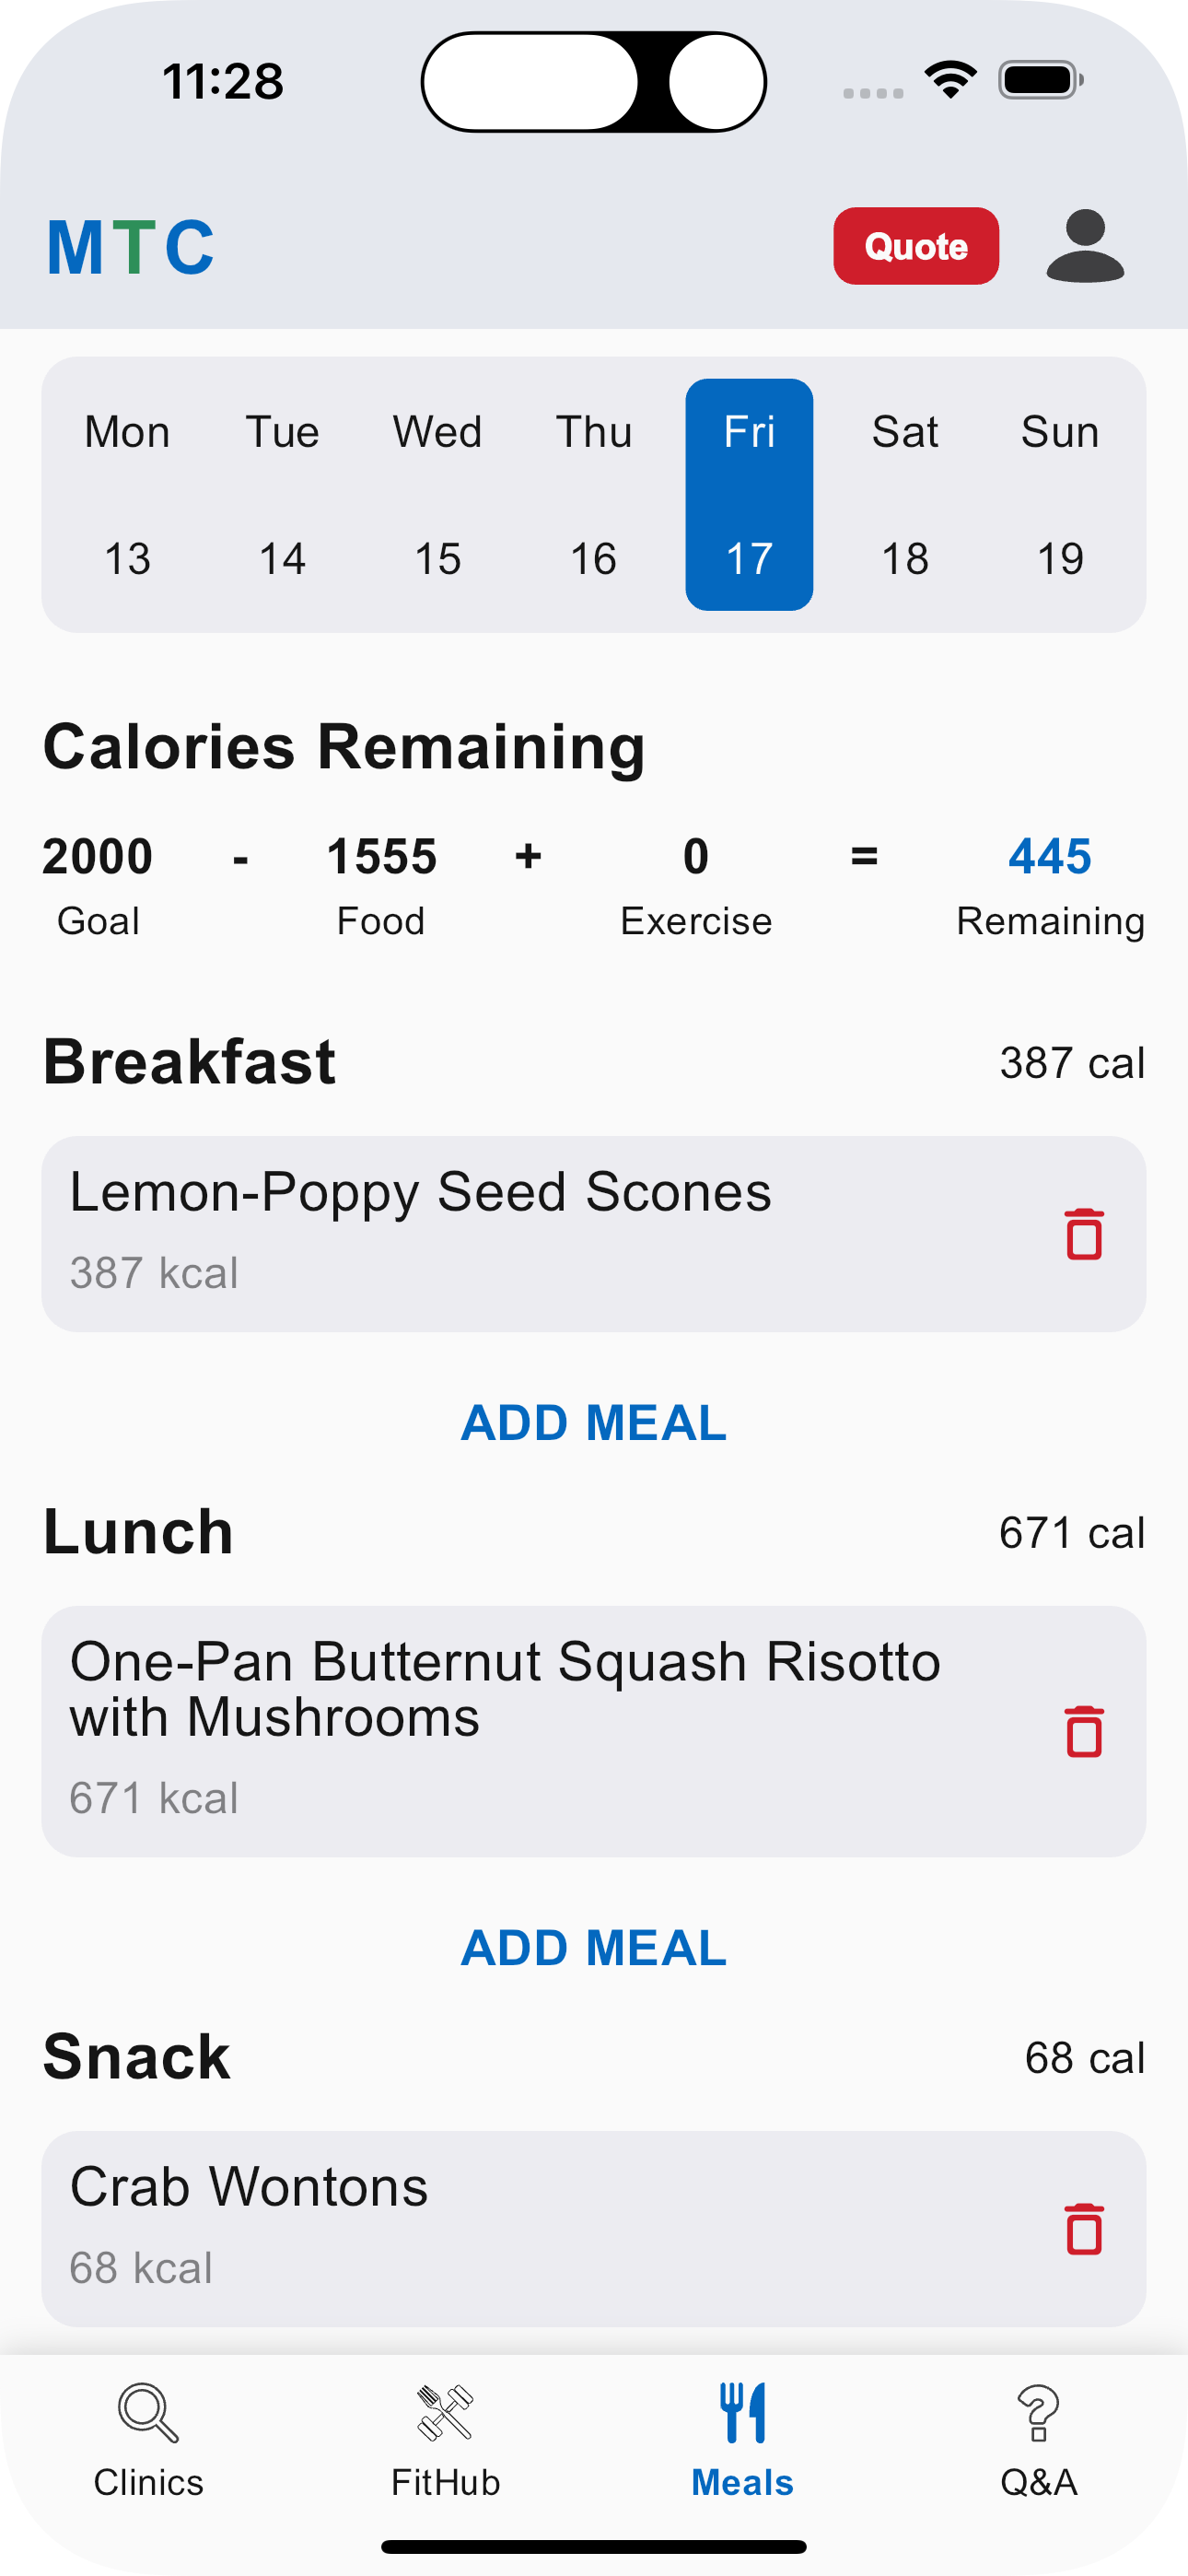 11:28
MTC
Quote
Mon Tue Wed Thu Fri Sat Sun
13 14 15 16 17 18 19
Calories Remaining
2000 - 1555 + 0 = 445
Goal Food Exercise Remaining
Breakfast 387 cal
Lemon-Poppy Seed Scones
387 kcal
ADD MEAL
Lunch 671 cal
One-Pan Butternut Squash Risotto
with Mushrooms
671 kcal
ADD MEAL
Snack 68 cal
Crab Wontons
68 kcal
Clinics FitHub Meals Q&A